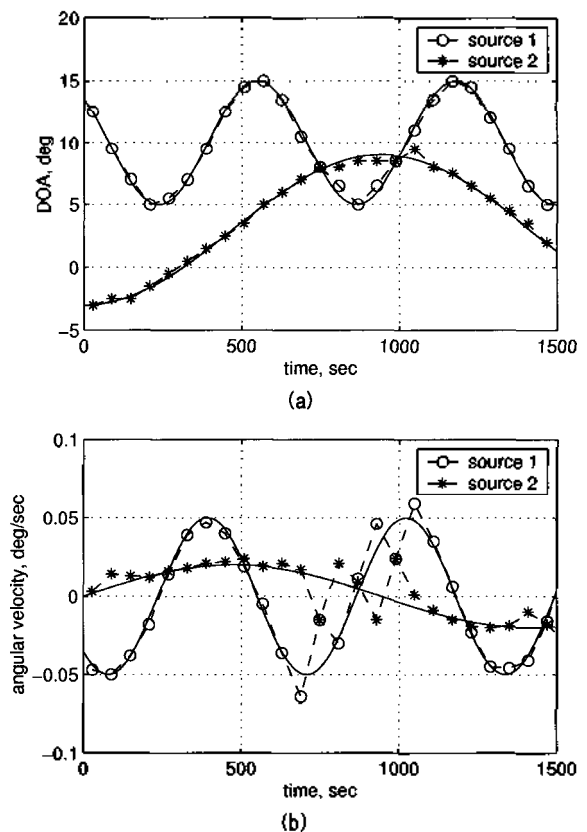 20
15
10
5
0
−5
DOA, deg
source 1
source 2
0
500
1000
1500
time, sec
(a)
0.1
0.05
0
−0.05
−0.1
angular velocity, deg/sec
source 1
source 2
0
500
1000
1500
time, sec
(b)